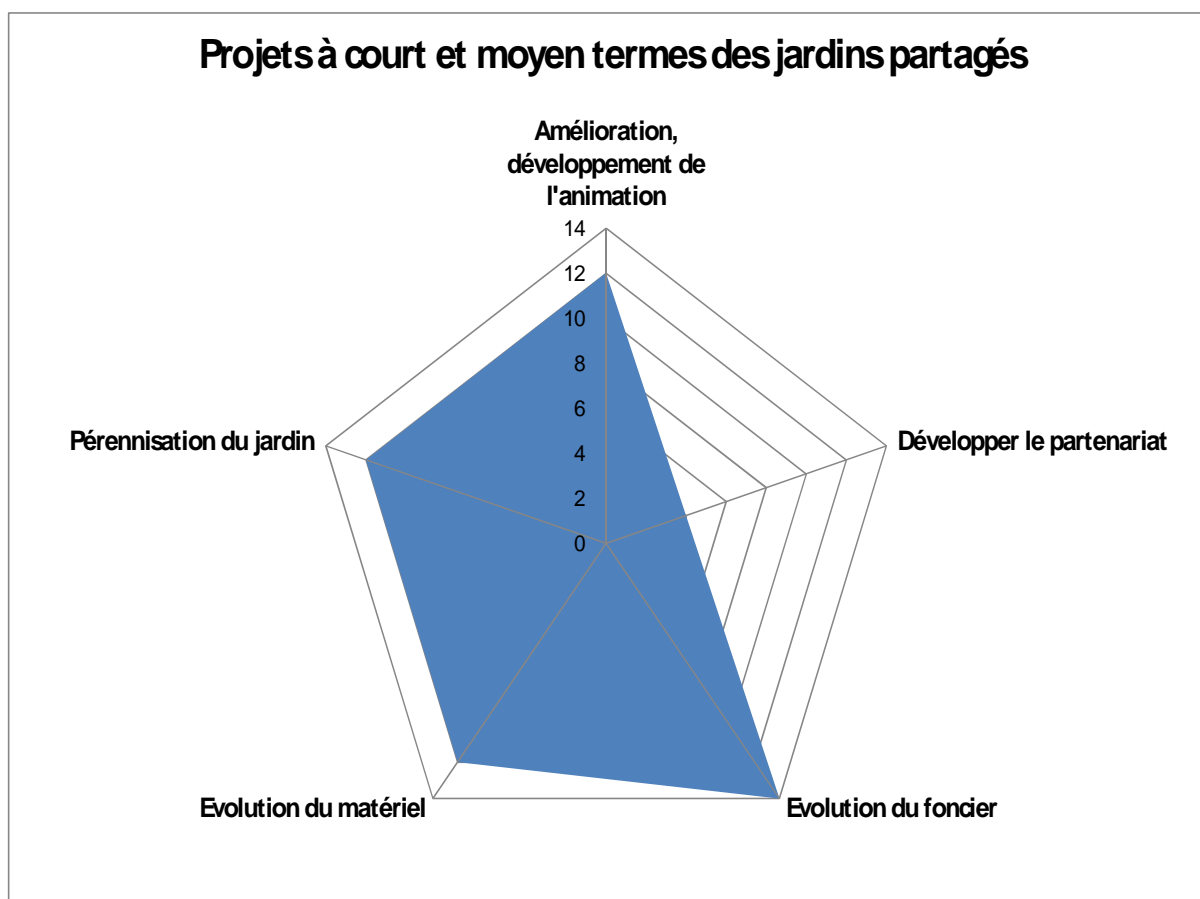 Projets à court et moyen termes des jardins partagés
Amélioration,
développement de
l'animation
14
12
10
8
6
4
2
0
Pérennisation du jardin
Développer le partenariat
Evolution du matériel
Evolution du foncier